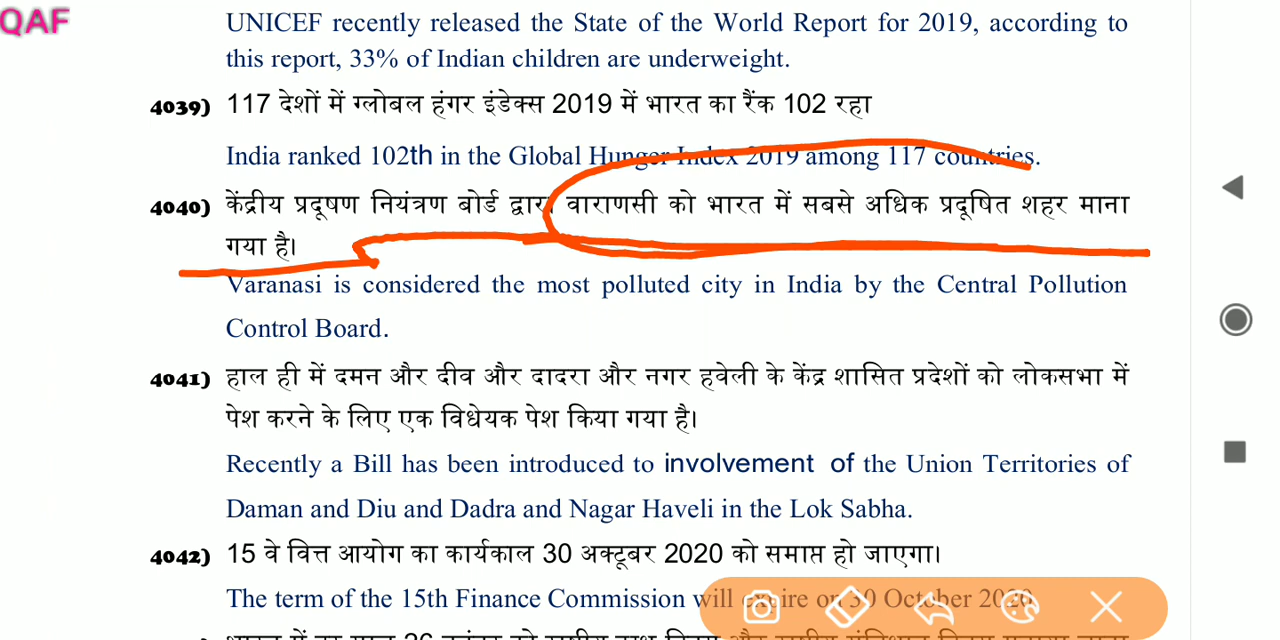 QAF
UNICEF recently released the State of the World Report for 2019, according to
this report, 33% of Indian children are underweight.
4039) 117 देशों में ग्लोबल हंगर इंडेक्स 2019 में भारत का रैंक 102 रहा
India ranked 102th in the Global Hunger Index 2019 among 117 countries.
4040) केंद्रीय प्रदूषण नियंत्रण बोर्ड द्वारा वाराणसी को भारत में सबसे अधिक प्रदूषित शहर माना
गया है।
Varanasi is considered the most polluted city in India by the Central Pollution
Control Board.
4041) हाल ही में दमन और दीव और दादरा और नगर हवेली के केंद्र शासित प्रदेशों को लोकसभा में
पेश करने के लिए एक विधेयक पेश किया गया है।
Recently a Bill has been introduced to involvement of the Union Territories of
Daman and Diu and Dadra and Nagar Haveli in the Lok Sabha.
4042) 15 वे वित्त आयोग का कार्यकाल 30 अक्टूबर 2020 को समाप्त हो जाएगा।
The term of the 15th Finance Commission will expire on 30 October 2020